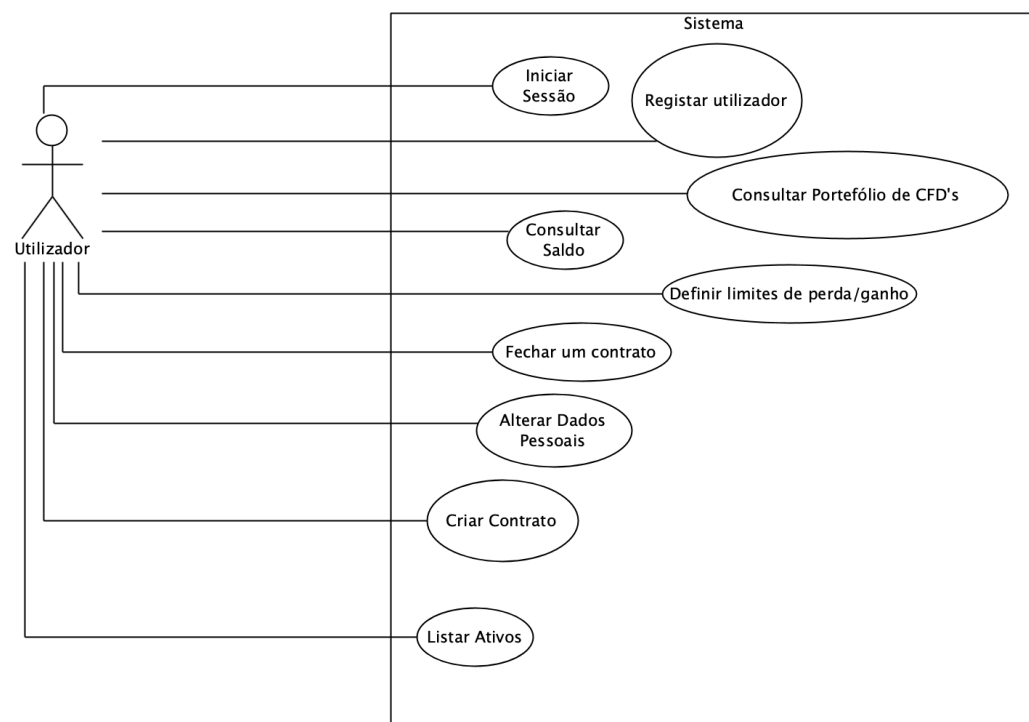 Sistema
Iniciar
Sessão
Registar utilizador
Consultar Portefólio de CFD's
Consultar
Saldo
Utilizador
Definir limites de perda/ganho
Fechar um contrato
Alterar Dados
Pessoais
Criar Contrato
Listar Ativos